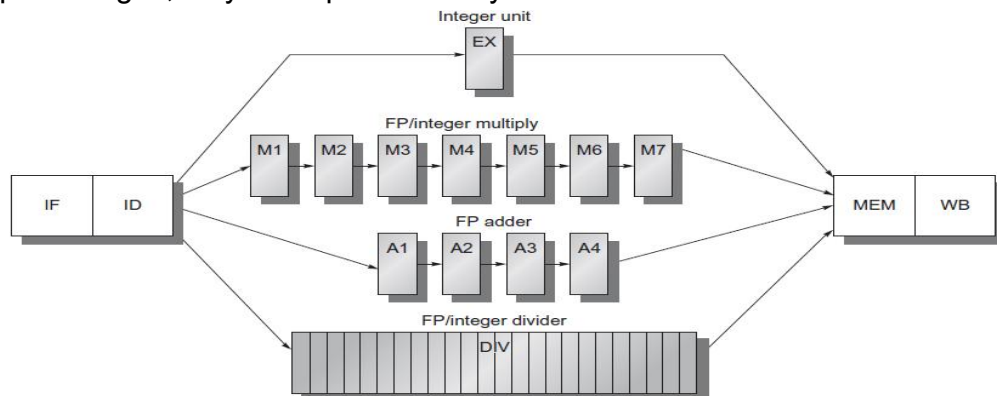 Integer unit
EX
FP/integer multiply
M1 M2 M3 M4 M5 M6 M7
IF ID MEM WB
FP adder
A1 A2 A3 A4
FP/integer divider
DIV